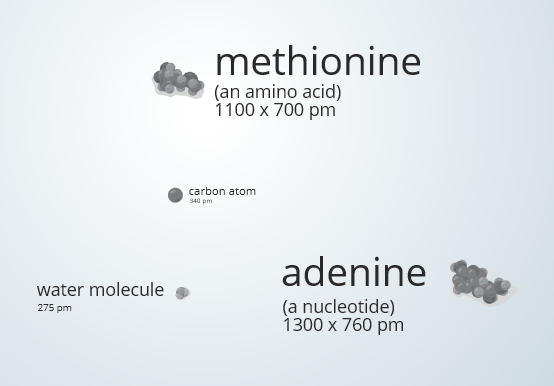 methionine
(an amino acid)
1100 x 700 pm
carbon atom
340 pm
water molecule
275 pm
adenine
(a nucleotide)
1300 x 760 pm